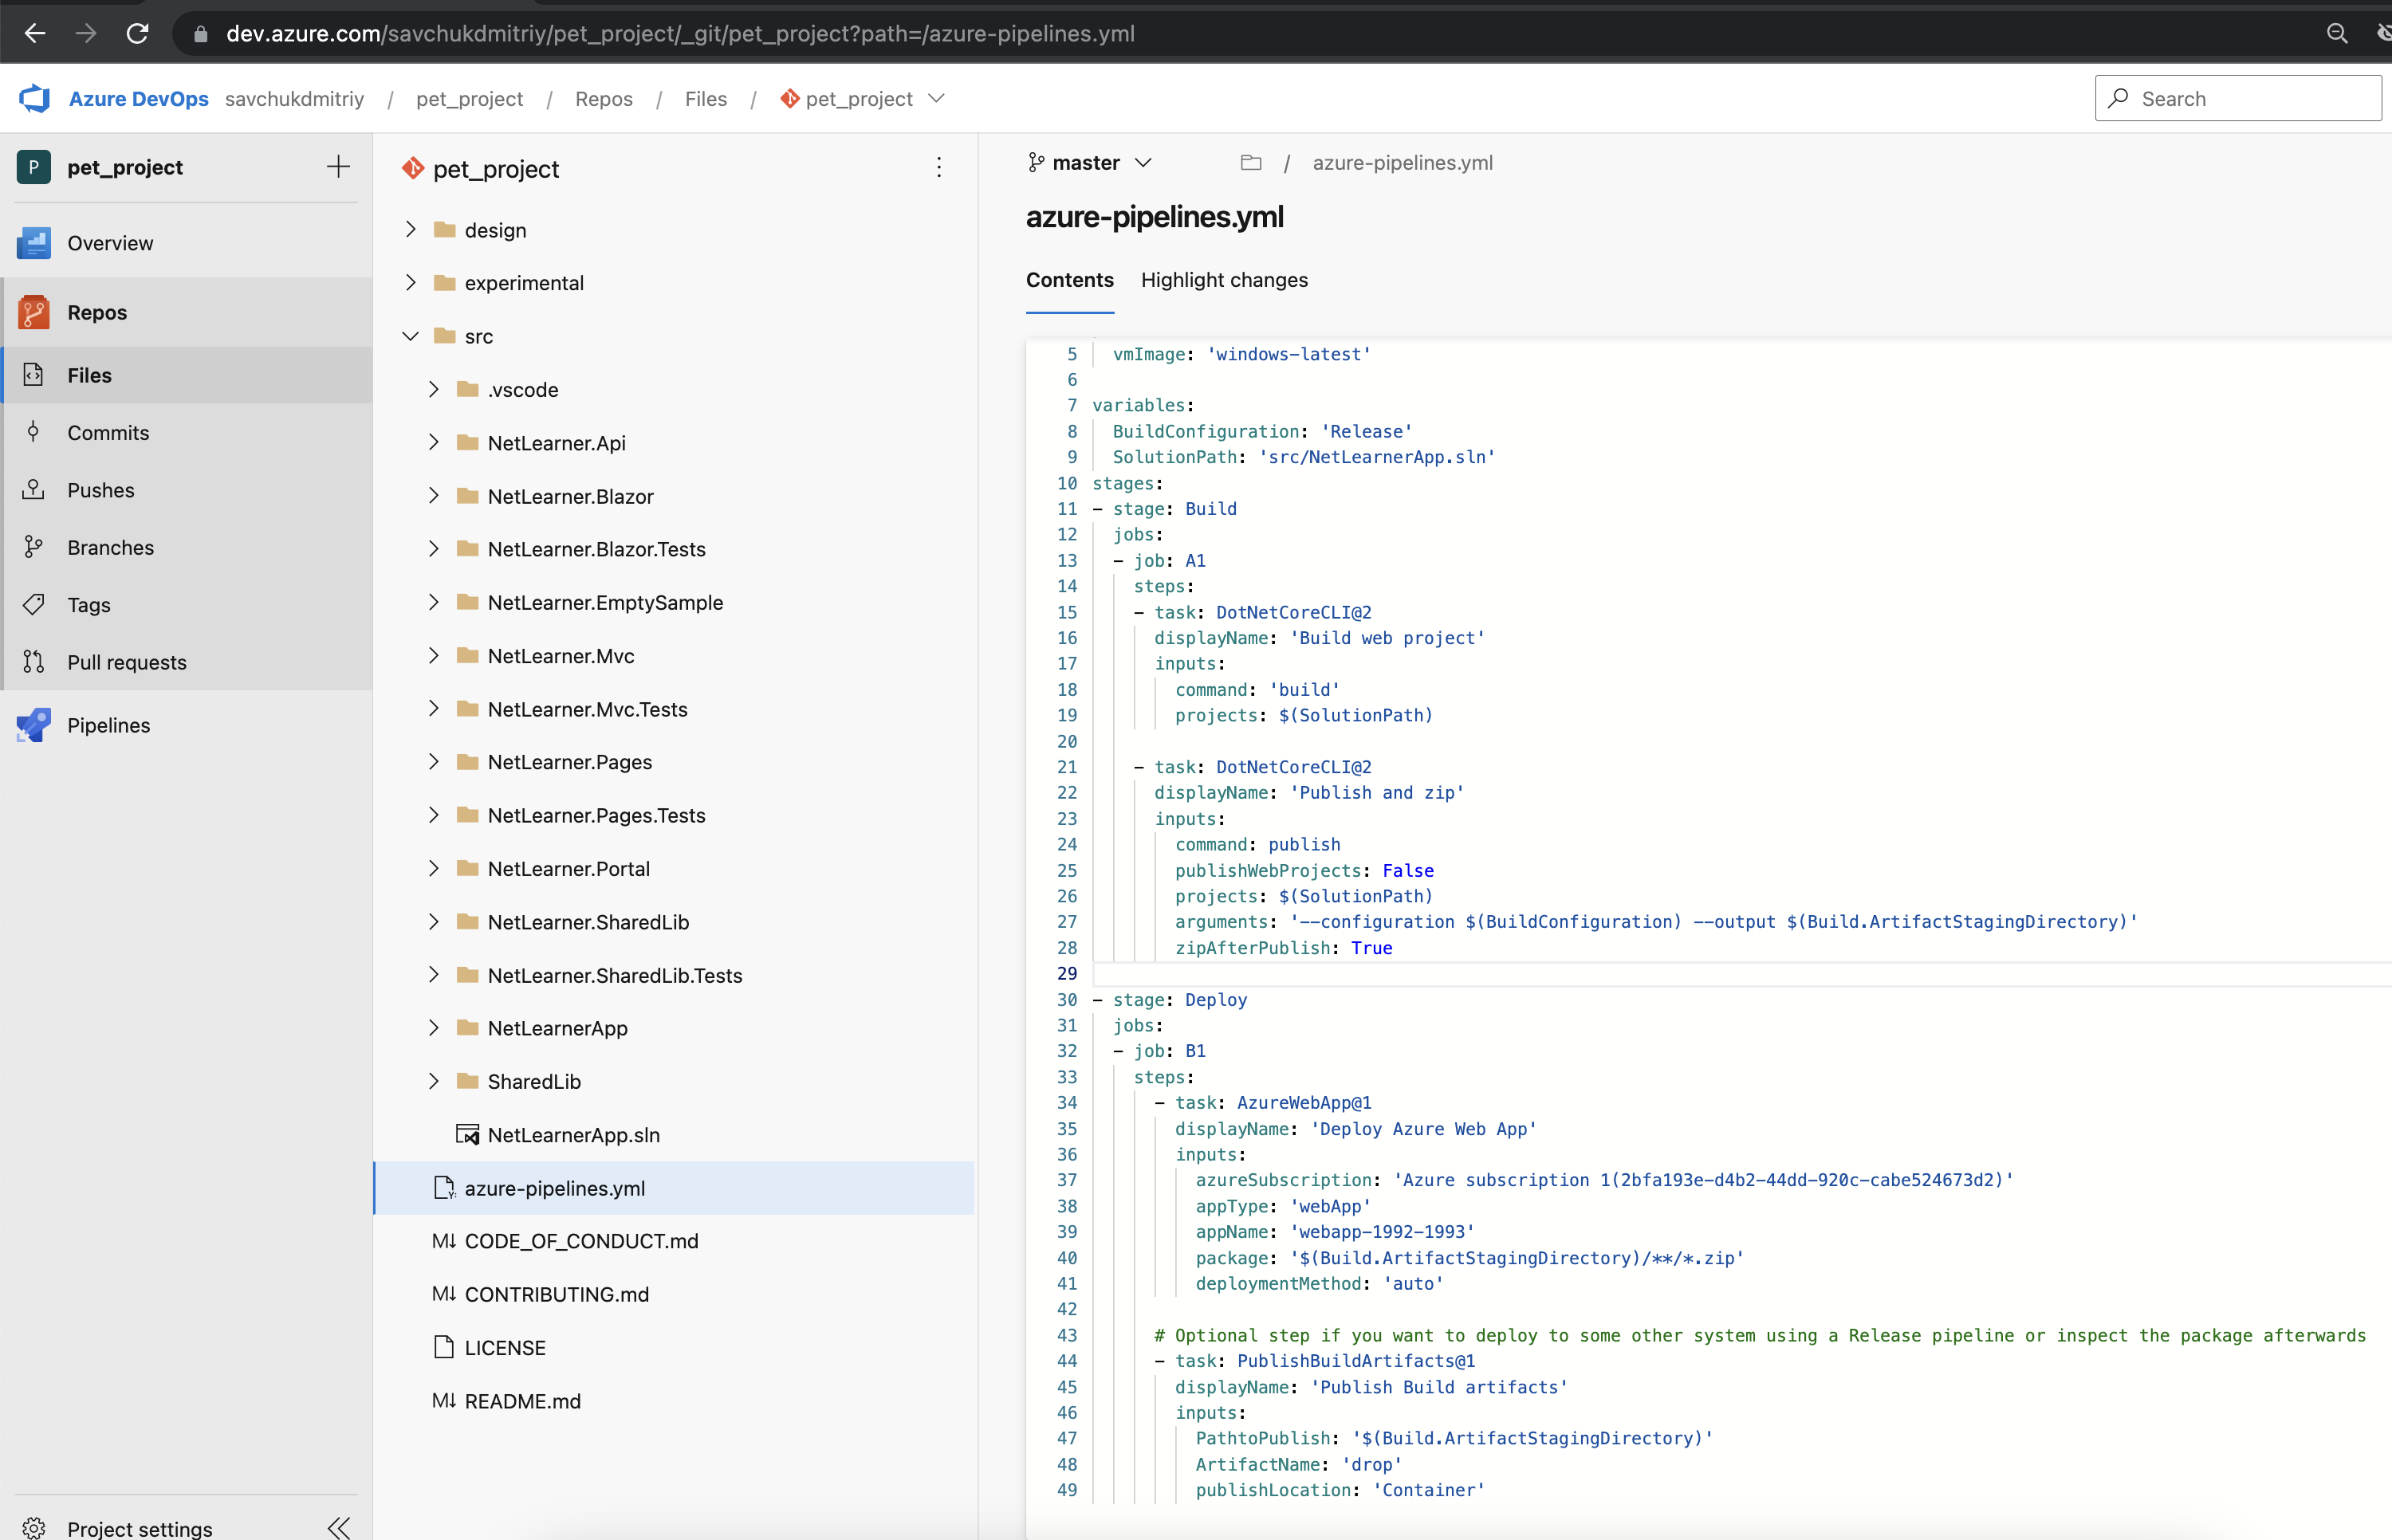 dev.azure.com/savchukdmitriy/pet_project/_git/pet_project?path=/azure-pipelines.yml
Azure DevOps savchukdmitriy / pet_project / Repos / Files / pet_project
Search
P pet_project
Overview
Repos
Files
Commits
Pushes
Branches
Tags
Pull requests
Pipelines
Project settings
pet_project
design
experimental
src
.vscode
NetLearner.Api
NetLearner.Blazor
NetLearner.Blazor.Tests
NetLearner.EmptySample
NetLearner.Mvc
NetLearner.Mvc.Tests
NetLearner.Pages
NetLearner.Pages.Tests
NetLearner.Portal
NetLearner.SharedLib
NetLearner.SharedLib.Tests
NetLearnerApp
SharedLib
NetLearnerApp.sln
azure-pipelines.yml
M↓ CODE_OF_CONDUCT.md
M↓ CONTRIBUTING.md
LICENSE
M↓ README.md
master / azure-pipelines.yml
azure-pipelines.yml
Contents Highlight changes
5 vmImage: 'windows-latest'
6
7 variables:
8 BuildConfiguration: 'Release'
9 SolutionPath: 'src/NetLearnerApp.sln'
10 stages:
11 - stage: Build
12 jobs:
13 - job: A1
14 steps:
15 - task: DotNetCoreCLI@2
16 displayName: 'Build web project'
17 inputs:
18 command: 'build'
19 projects: $(SolutionPath)
20
21 - task: DotNetCoreCLI@2
22 displayName: 'Publish and zip'
23 inputs:
24 command: publish
25 publishWebProjects: False
26 projects: $(SolutionPath)
27 arguments: '--configuration $(BuildConfiguration) --output $(Build.ArtifactStagingDirectory)'
28 zipAfterPublish: True
29
30 - stage: Deploy
31 jobs:
32 - job: B1
33 steps:
34 - task: AzureWebApp@1
35 displayName: 'Deploy Azure Web App'
36 inputs:
37 azureSubscription: 'Azure subscription 1(2bfa193e-d4b2-44dd-920c-cabe524673d2)'
38 appType: 'webApp'
39 appName: 'webapp-1992-1993'
40 package: '$(Build.ArtifactStagingDirectory)/**/*.zip'
41 deploymentMethod: 'auto'
42
43 # Optional step if you want to deploy to some other system using a Release pipeline or inspect the package afterwards
44 - task: PublishBuildArtifacts@1
45 displayName: 'Publish Build artifacts'
46 inputs:
47 PathtoPublish: '$(Build.ArtifactStagingDirectory)'
48 ArtifactName: 'drop'
49 publishLocation: 'Container'